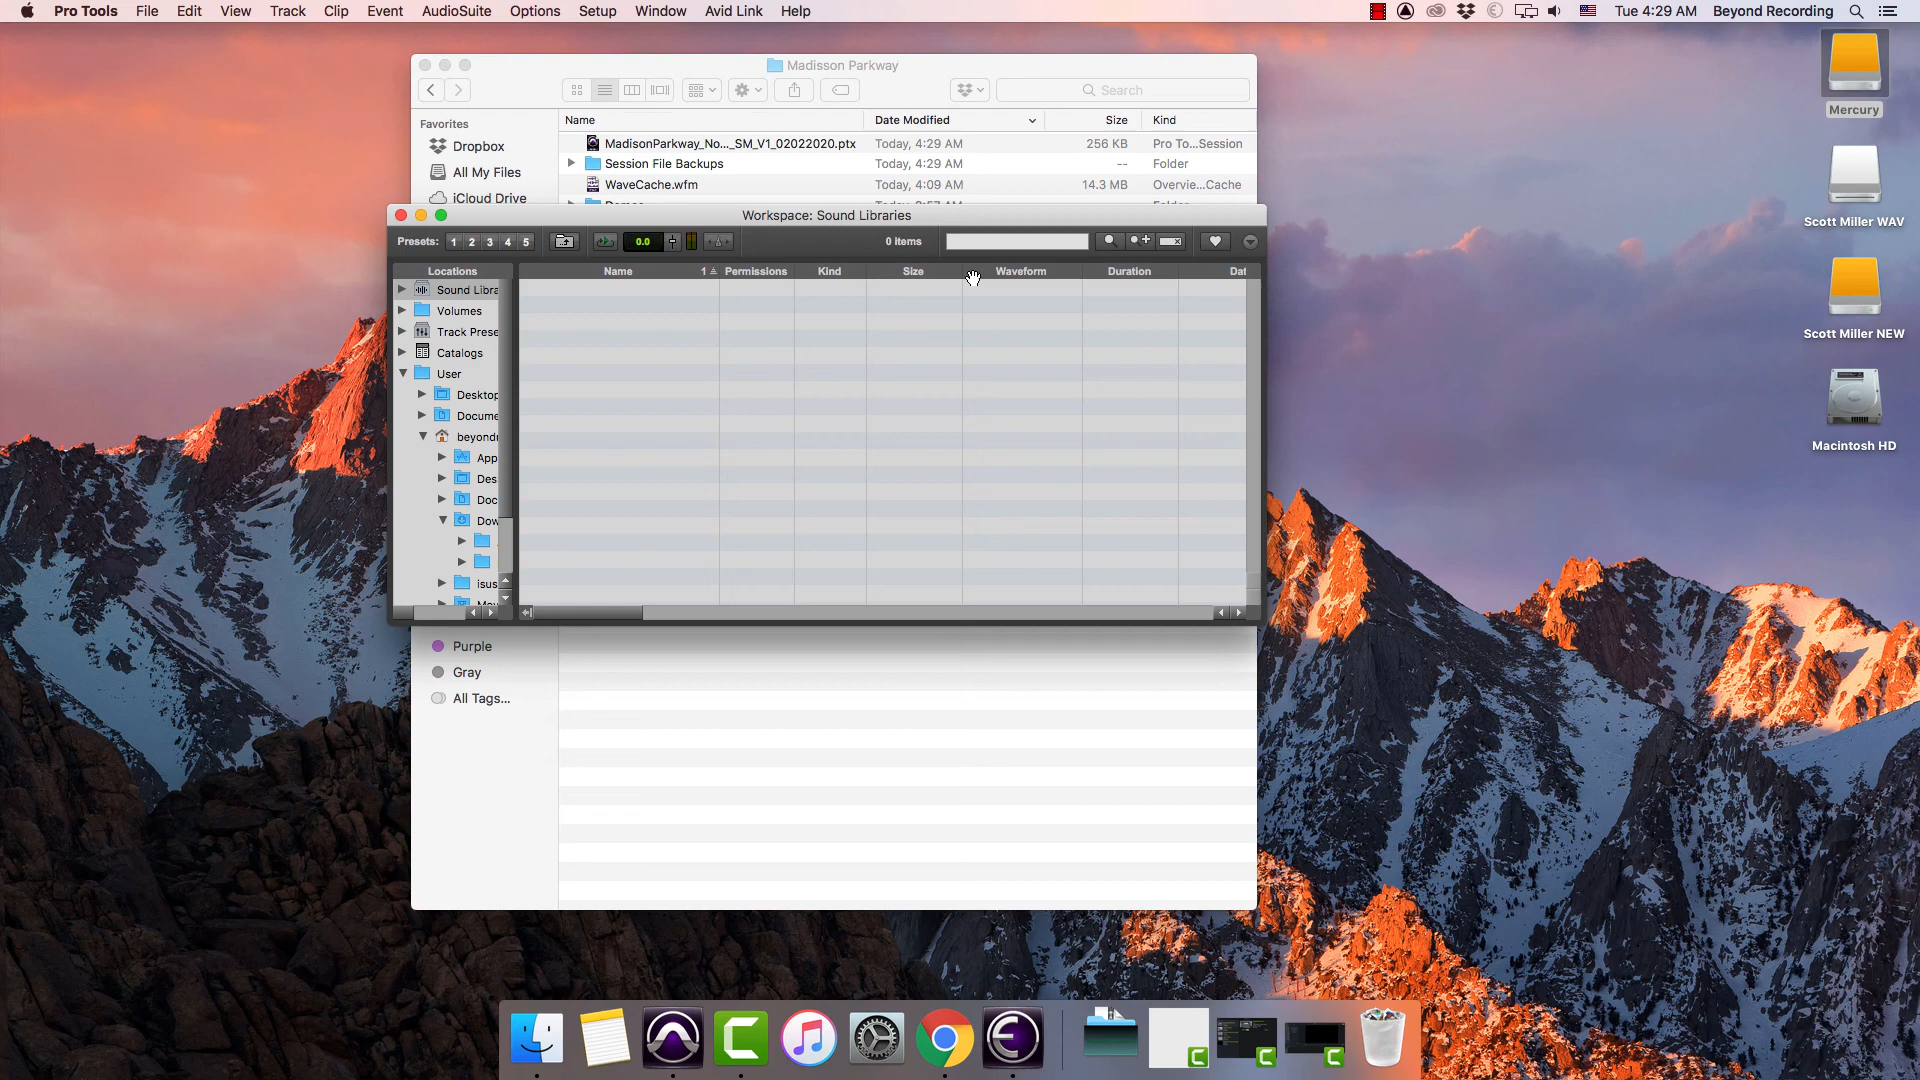 Pro Tools File Edit View Track Clip Event AudioSuite Options Setup Window Avid Link Help Tue 4:29 AM Beyond Recording
Madisson Parkway
Search
Favorites
Name Date Modified Size Kind
Dropbox
MadisonParkway_No..._SM_V1_02022020.ptx Today, 4:29 AM 256 KB Pro To...Session
All My Files
Session File Backups Today, 4:29 AM -- Folder
iCloud Drive
WaveCache.wfm Today, 4:09 AM 14.3 MB Overvie...Cache
Workspace: Sound Libraries
Presets: 1 2 3 4 5 0.0 0 items
Locations Name 1 Permissions Kind Size Waveform Duration Dat
Sound Libra
Volumes
Track Prese
Catalogs
User
Desktop
Docume
beyondr
App
Des
Doc
Dow
isus
Purple
Gray
All Tags...
Mercury
Scott Miller WAV
Scott Miller NEW
Macintosh HD